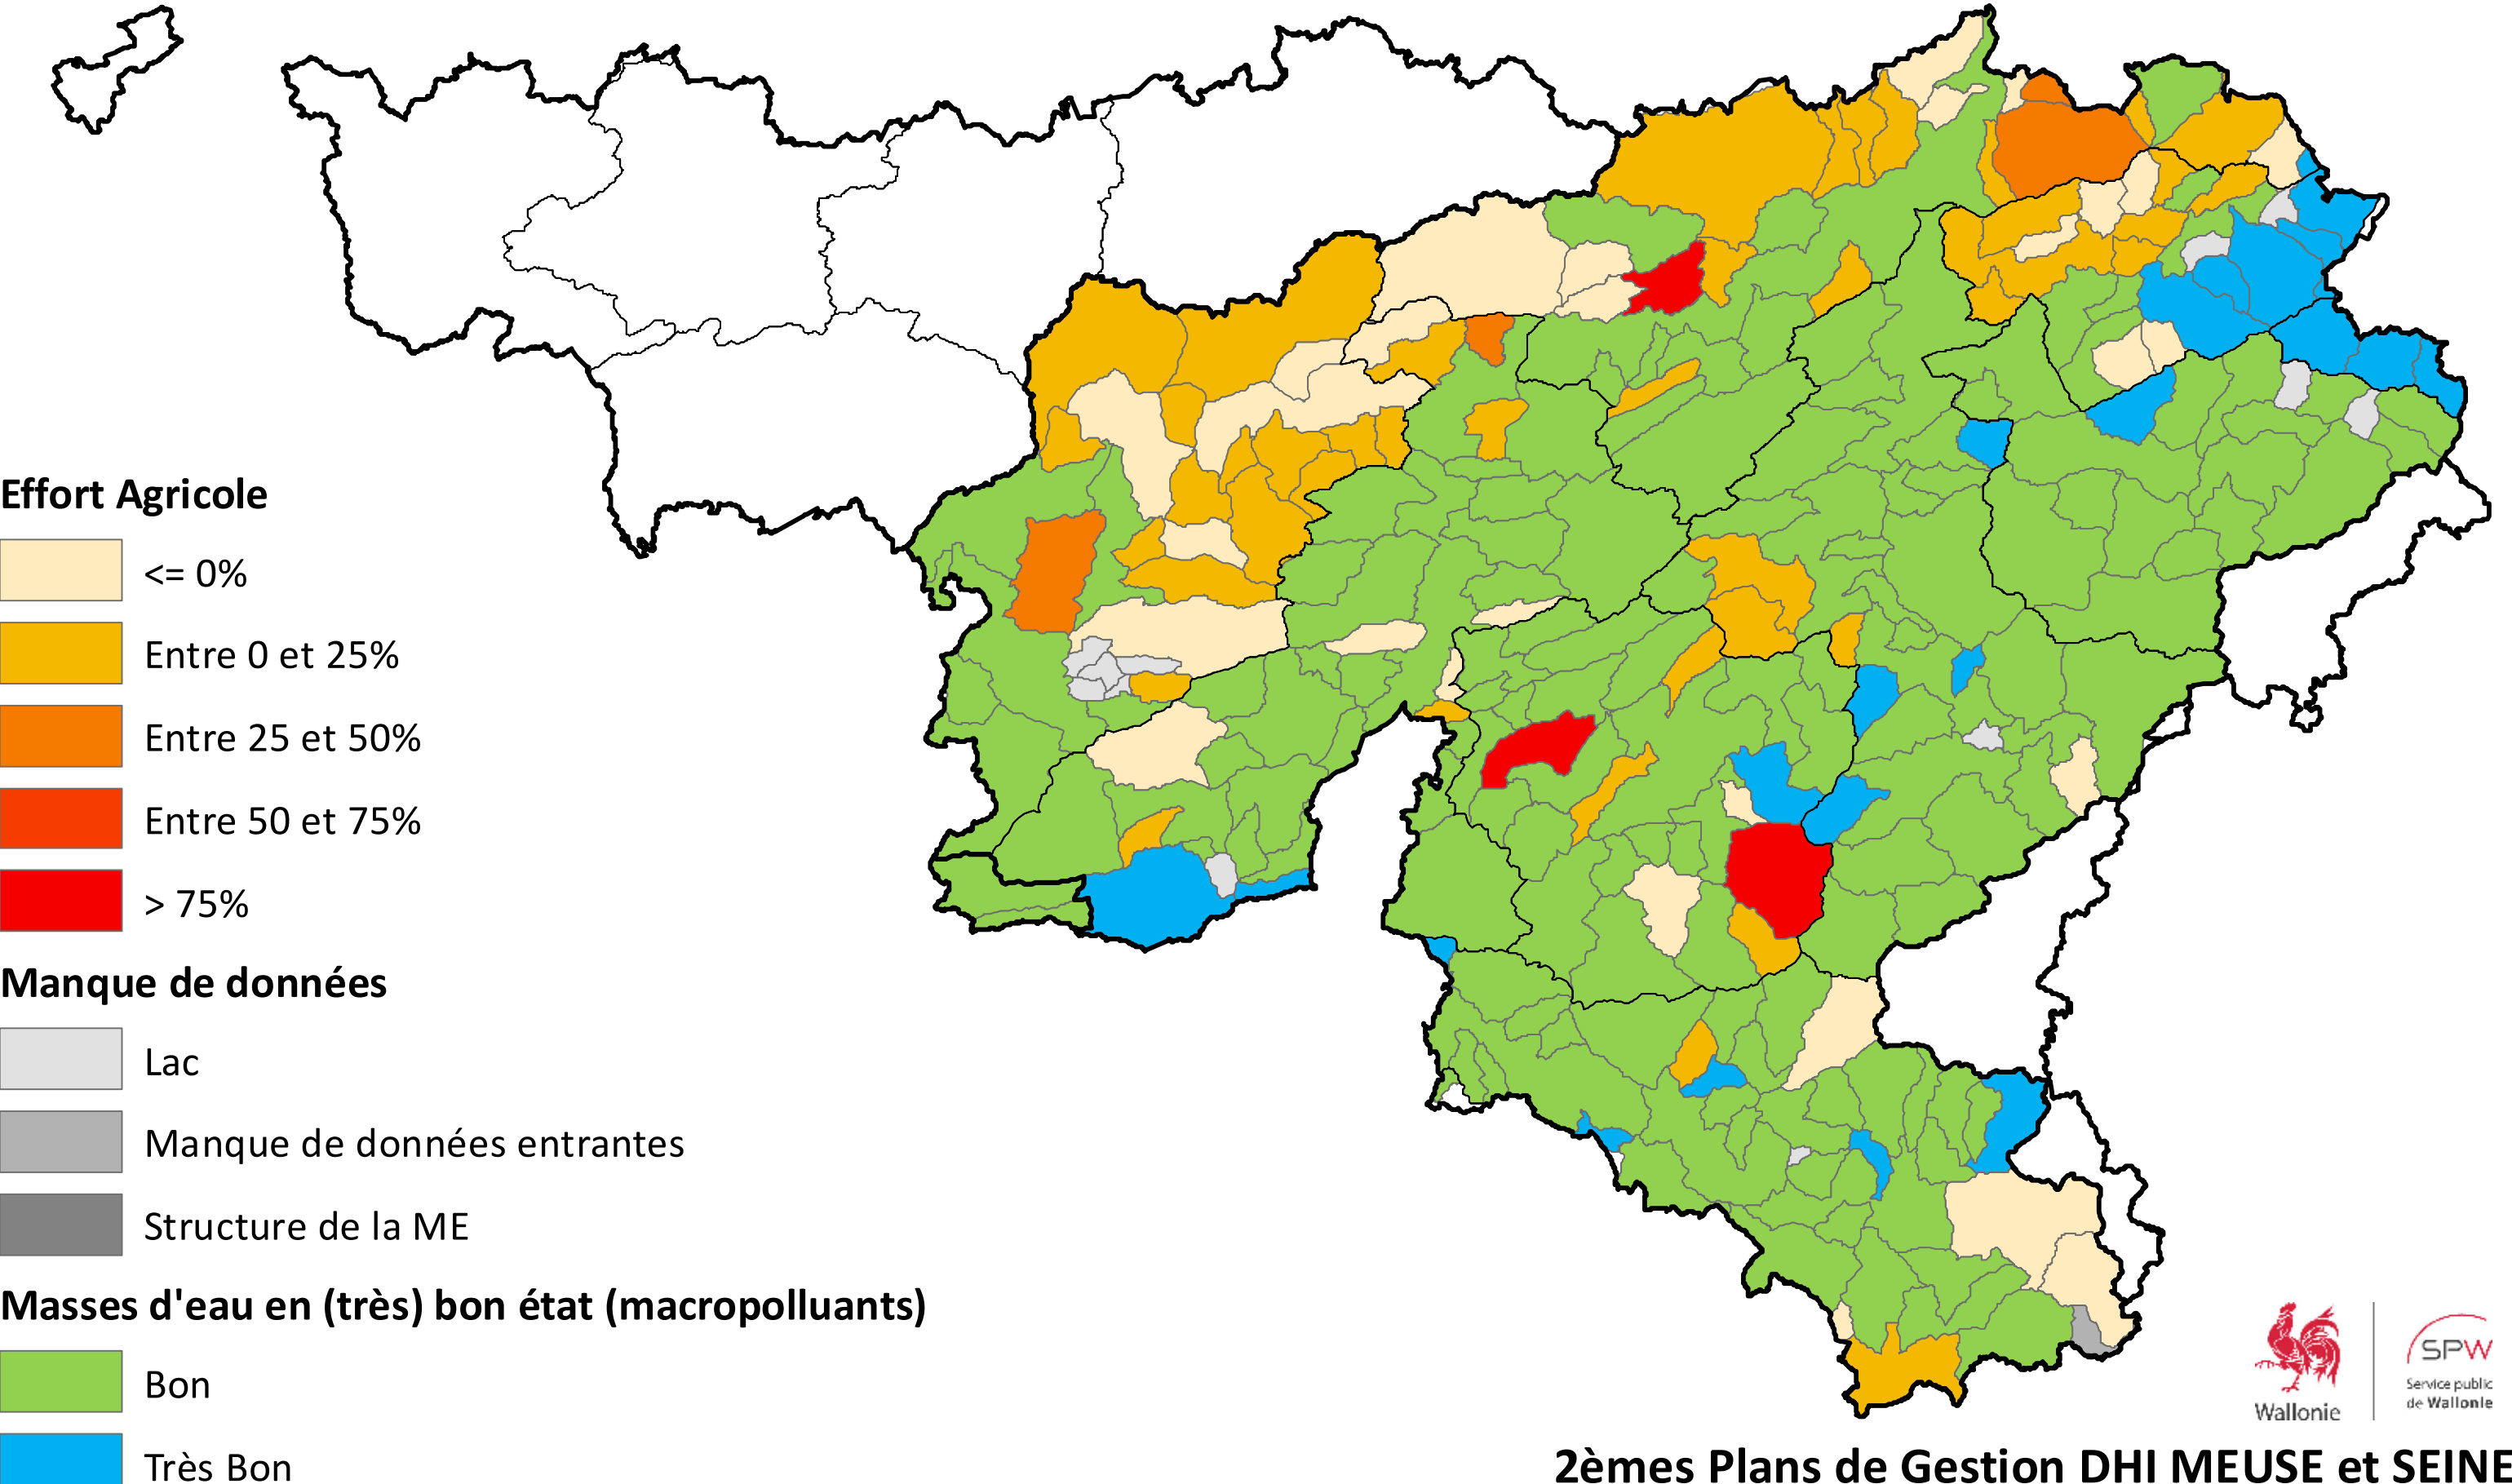 Effort Agricole
<= 0%
Entre 0 et 25%
Entre 25 et 50%
Entre 50 et 75%
> 75%
Manque de données
Lac
Manque de données entrantes
Structure de la ME
Masses d'eau en (très) bon état (macropolluants)
Bon
Très Bon
Wallonie
SPW
Service public
de Wallonie
2èmes Plans de Gestion DHI MEUSE et SEINE